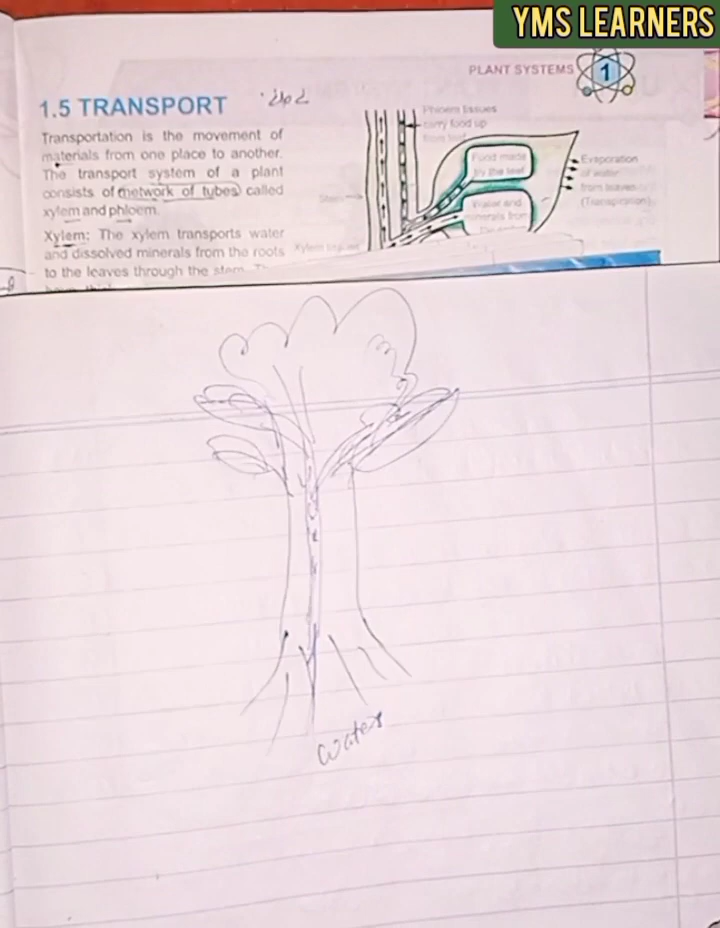 YMS LEARNERS
PLANT SYSTEMS 1
1.5 TRANSPORT
Transportation is the movement of
materials from one place to another.
The transport system of a plant
consists of network of tubes called
xylem and phloem.
Xylem: The xylem transports water
and dissolved minerals from the roots
to the leaves through the stem.
Phloem tissues
carry food up
Food made
by the leaf
Evaporation
of water
from leaves
(Transpiration)
Stem
Water and
minerals from
water